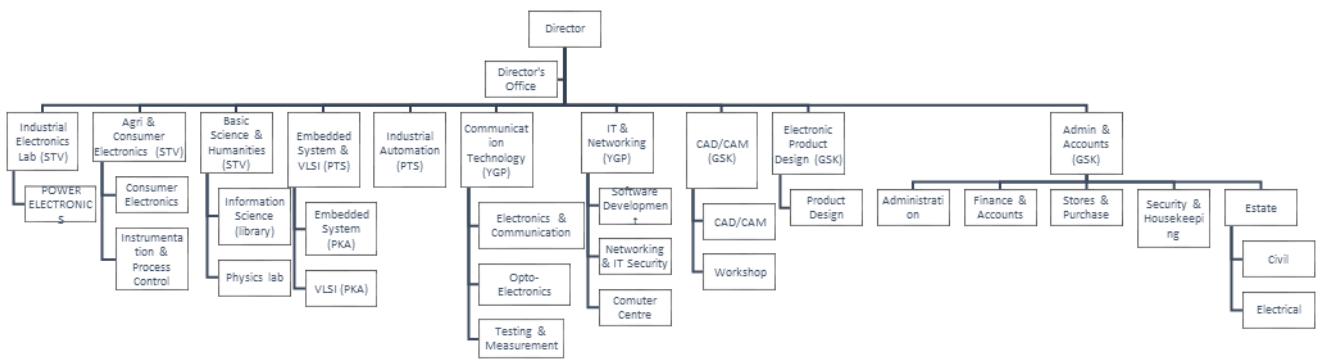 Director
Director's
Office
Industrial
Electronics
Lab (STV)
POWER
ELECTRONIC
S
Agri &
Consumer
Electronics (STV)
Consumer
Electronics
Instrumenta
tion &
Process
Control
Basic
Science &
Humanities
(STV)
Information
Science
(library)
Physics lab
Embedded
System &
VLSI (PTS)
Embedded
System
(PKA)
VLSI (PKA)
Industrial
Automation
(PTS)
Communicat
ion
Technology
(YGP)
Electronics &
Communication
Opto-
Electronics
Testing &
Measurement
IT &
Networking
(YGP)
Software
Developmen
t
Networking
& IT Security
Comuter
Centre
CAD/CAM
(GSK)
CAD/CAM
Workshop
Electronic
Product
Design (GSK)
Product
Design
Admin &
Accounts
(GSK)
Administrati
on
Finance &
Accounts
Stores &
Purchase
Security &
Housekeepi
ng
Estate
Civil
Electrical